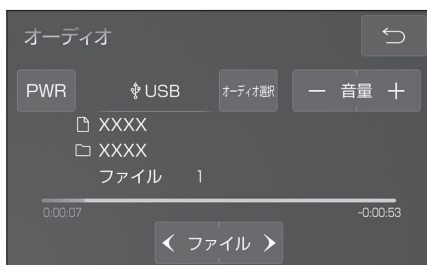 オーディオ
PWR USB オーディオ選択 － 音量 ＋
XXXX
XXXX
ファイル 1
0:00:07 -0:00:53
ファイル